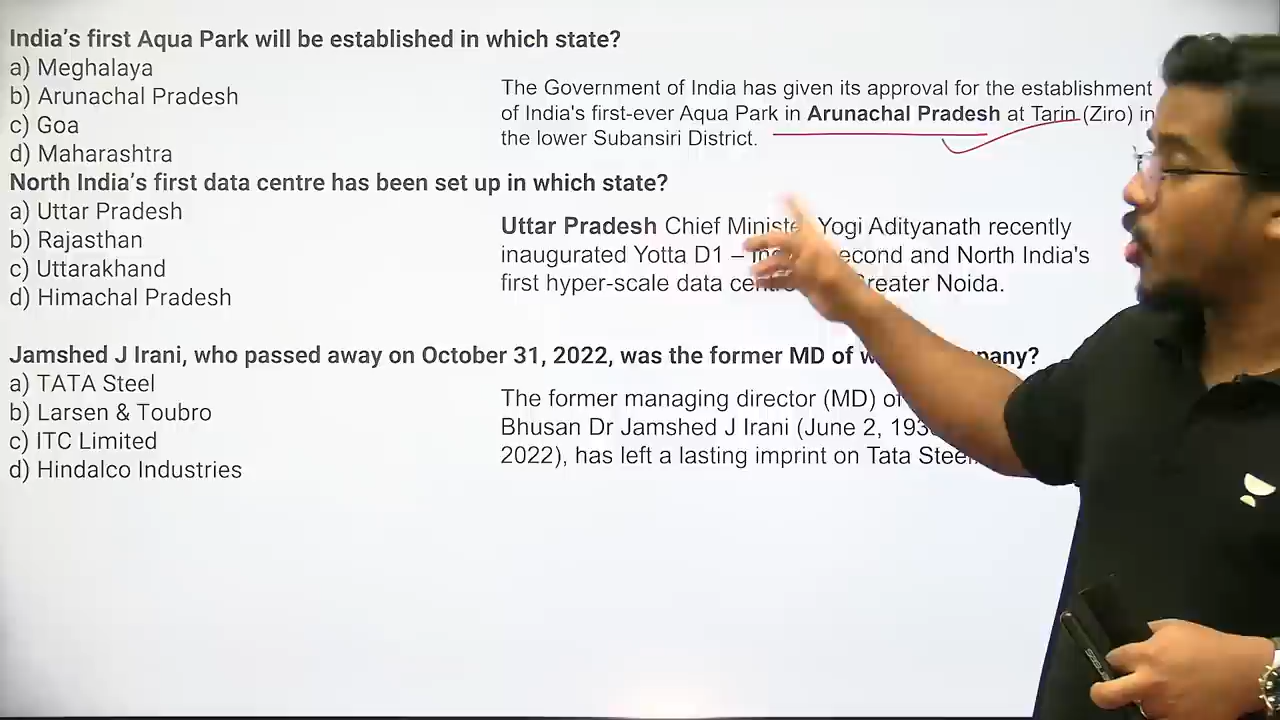 India's first Aqua Park will be established in which state?
a) Meghalaya
b) Arunachal Pradesh
c) Goa
d) Maharashtra
The Government of India has given its approval for the establishment
of India's first-ever Aqua Park in Arunachal Pradesh at Tarin (Ziro) in
the lower Subansiri District.
North India's first data centre has been set up in which state?
a) Uttar Pradesh
b) Rajasthan
c) Uttarakhand
d) Himachal Pradesh
Uttar Pradesh Chief Yogi Adityanath recently
inaugurated Yotta D1 – and North India's
first hyper-scale data Greater Noida.
Jamshed J Irani, who passed away on October 31, 2022, was the former MD of
a) TATA Steel
b) Larsen & Toubro
c) ITC Limited
d) Hindalco Industries
The former managing director (MD) of
Bhusan Dr Jamshed J Irani (June 2,
2022), has left a lasting imprint on Tata Steel.